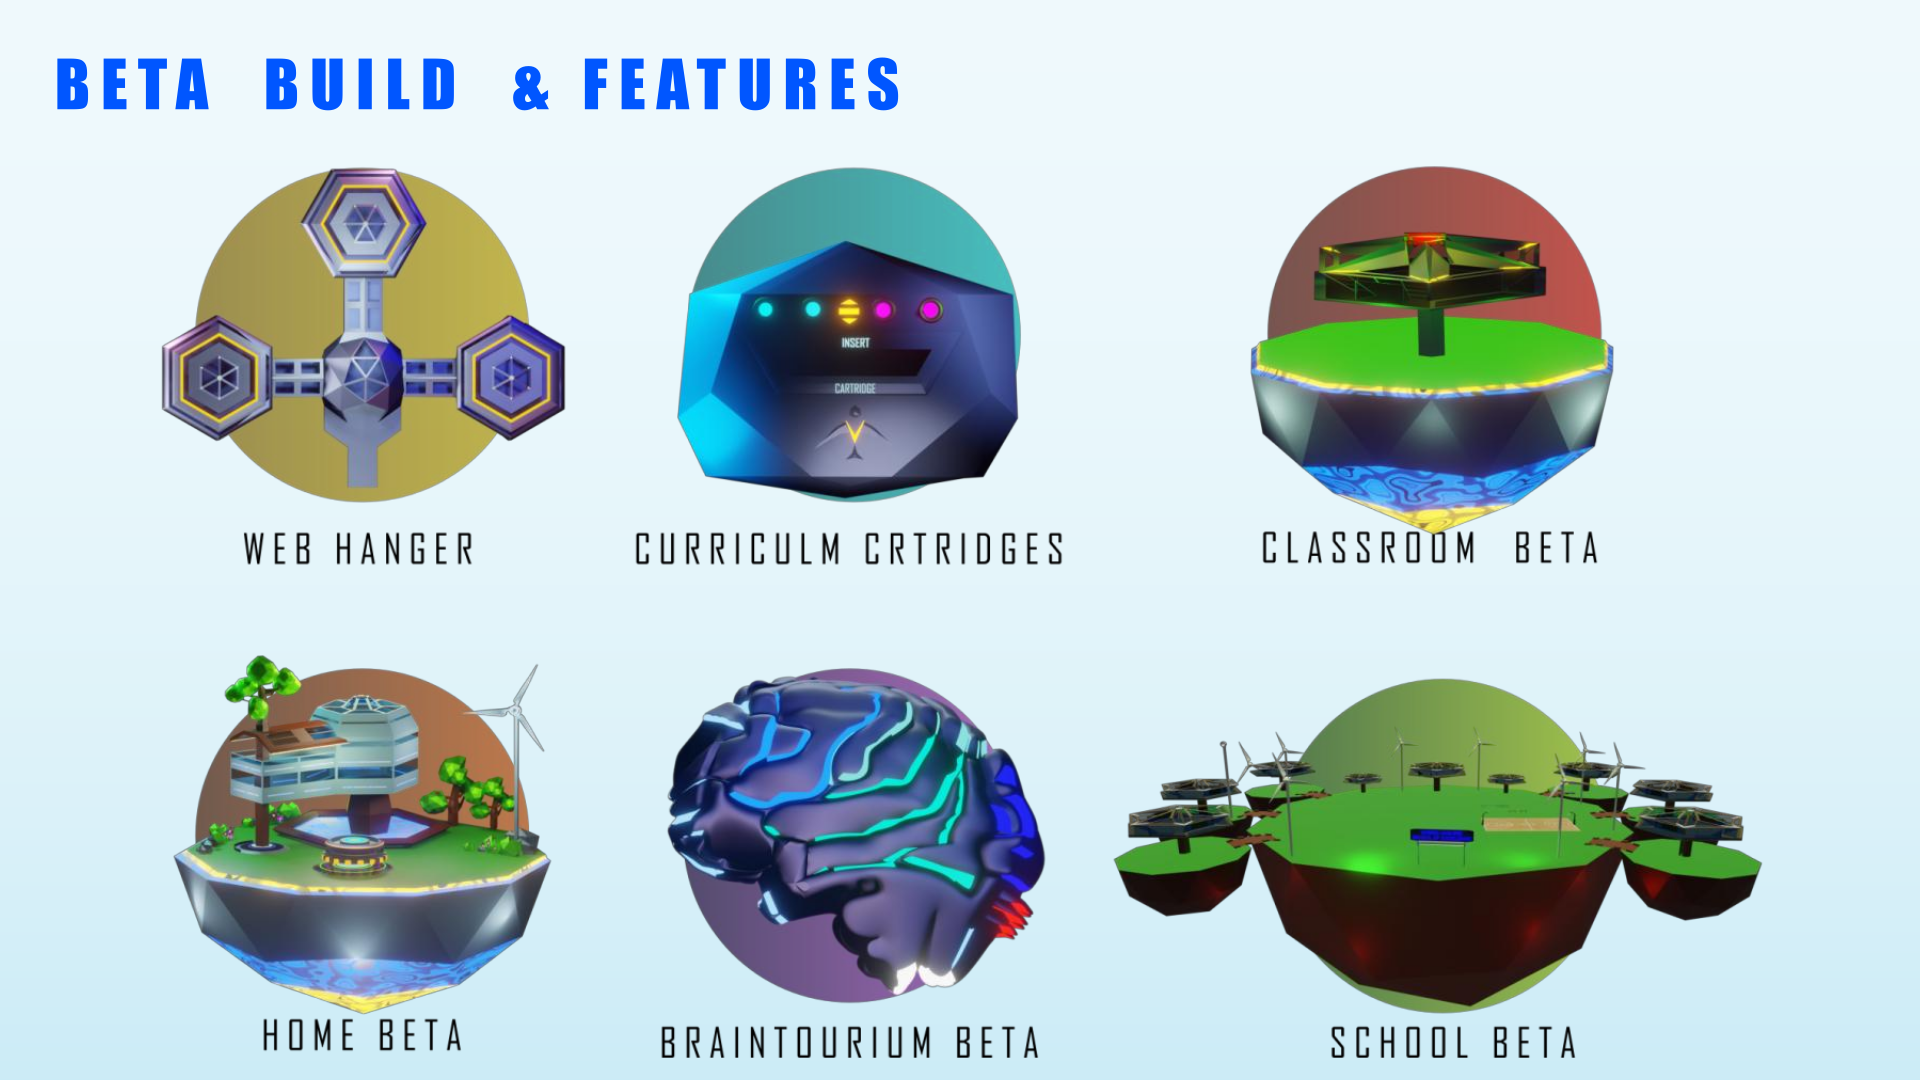 BETA BUILD & FEATURES
INSERT
CARTRIDGE
WEB HANGER
CURRICULM CRTRIDGES
CLASSROOM BETA
HOME BETA
BRAINTOURIUM BETA
SCHOOL BETA